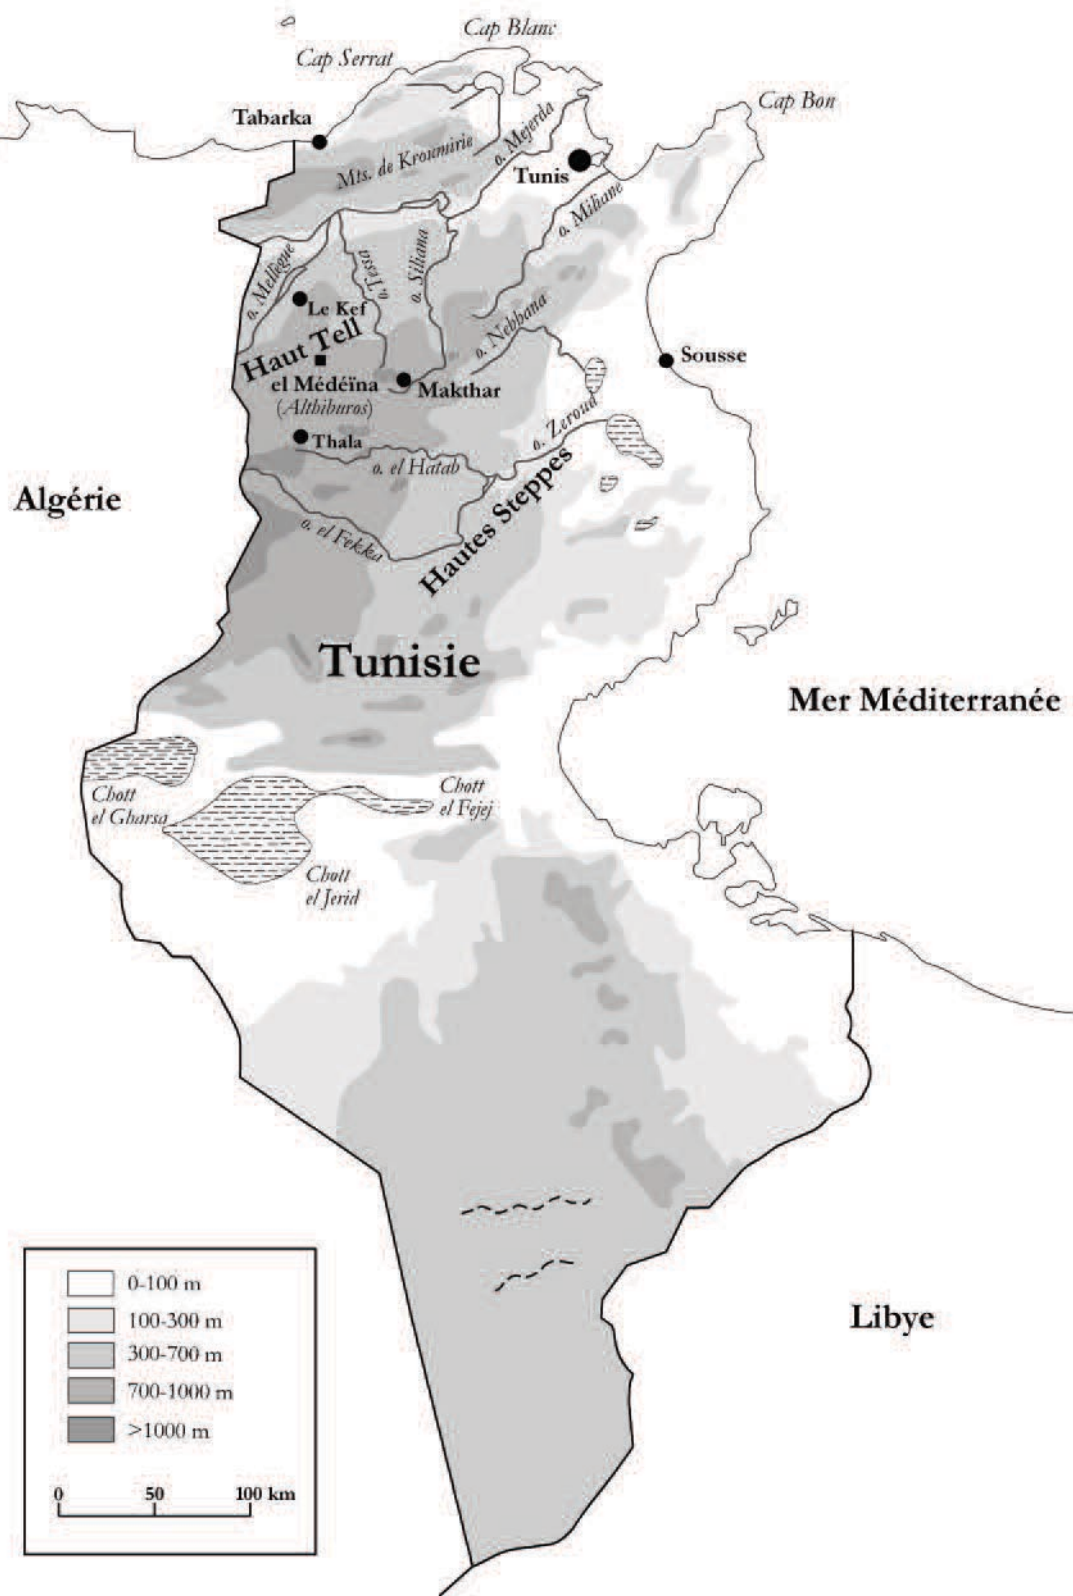 Cap Blanc
Cap Serrat
Cap Bon
Tabarka
o. Mejerda
Mts. de Kroumirie
Tunis
o. Miliane
o. Mellègue
o. Tessa
o. Siliana
Le Kef
o. Nebbana
Haut Tell
Sousse
el Médéïna
(Althiburos)
Makthar
o. Zeroud
Thala
o. el Hatab
Algérie
Hautes Steppes
o. el Fekka
Tunisie
Mer Méditerranée
Chott
el Gharsa
Chott
el Fejej
Chott
el Jerid
Libye
0-100 m
100-300 m
300-700 m
700-1000 m
>1000 m
0 50 100 km